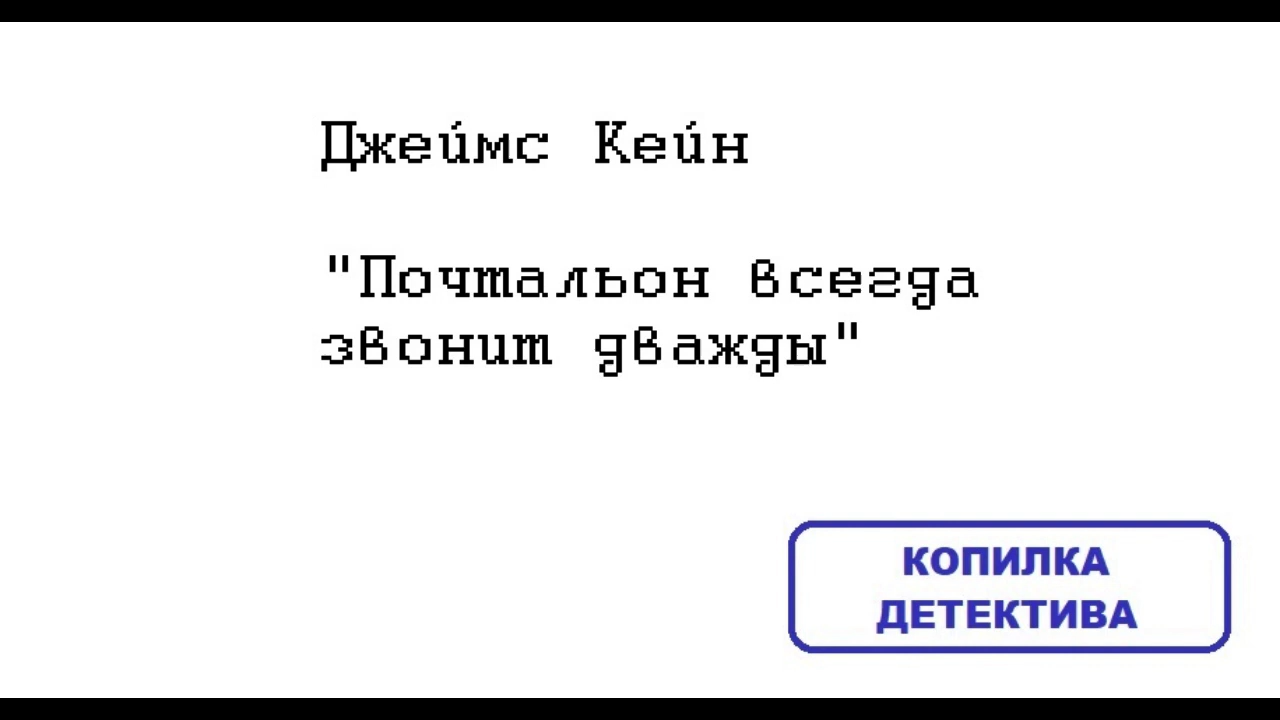 Джеймс Кейн
"Почтальон всегда
звонит дважды"
КОПИЛКА
ДЕТЕКТИВА